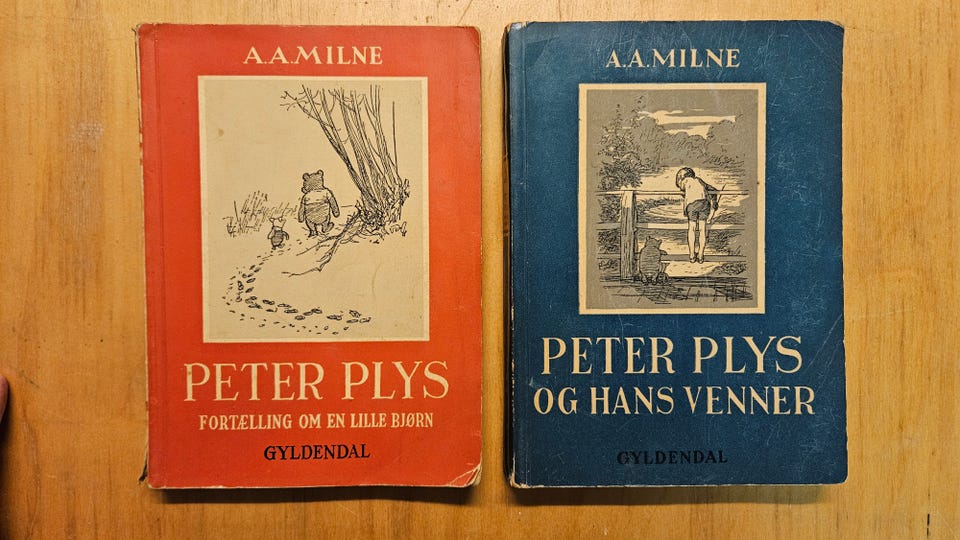 A.A.MILNE
PETER PLYS
FORTÆLLING OM EN LILLE BJØRN
GYLDENDAL
A.A.MILNE
PETER PLYS
OG HANS VENNER
GYLDENDAL